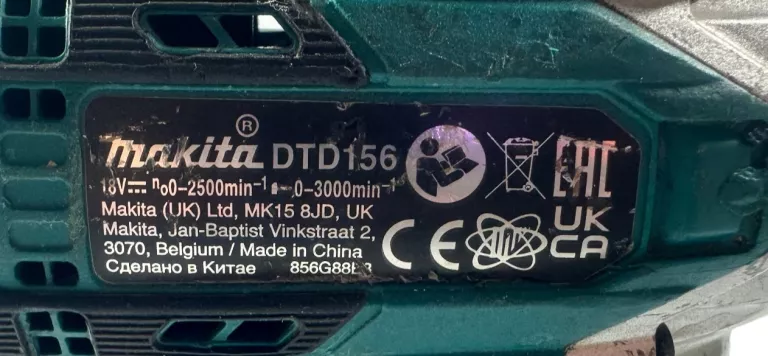 makita® DTD156
18V⎓ n₀0-2500min⁻¹ 0-3000min⁻¹
Makita (UK) Ltd, MK15 8JD, UK
Makita, Jan-Baptist Vinkstraat 2,
3070, Belgium / Made in China
Сделано в Китае
EAC
CE
UK
CA